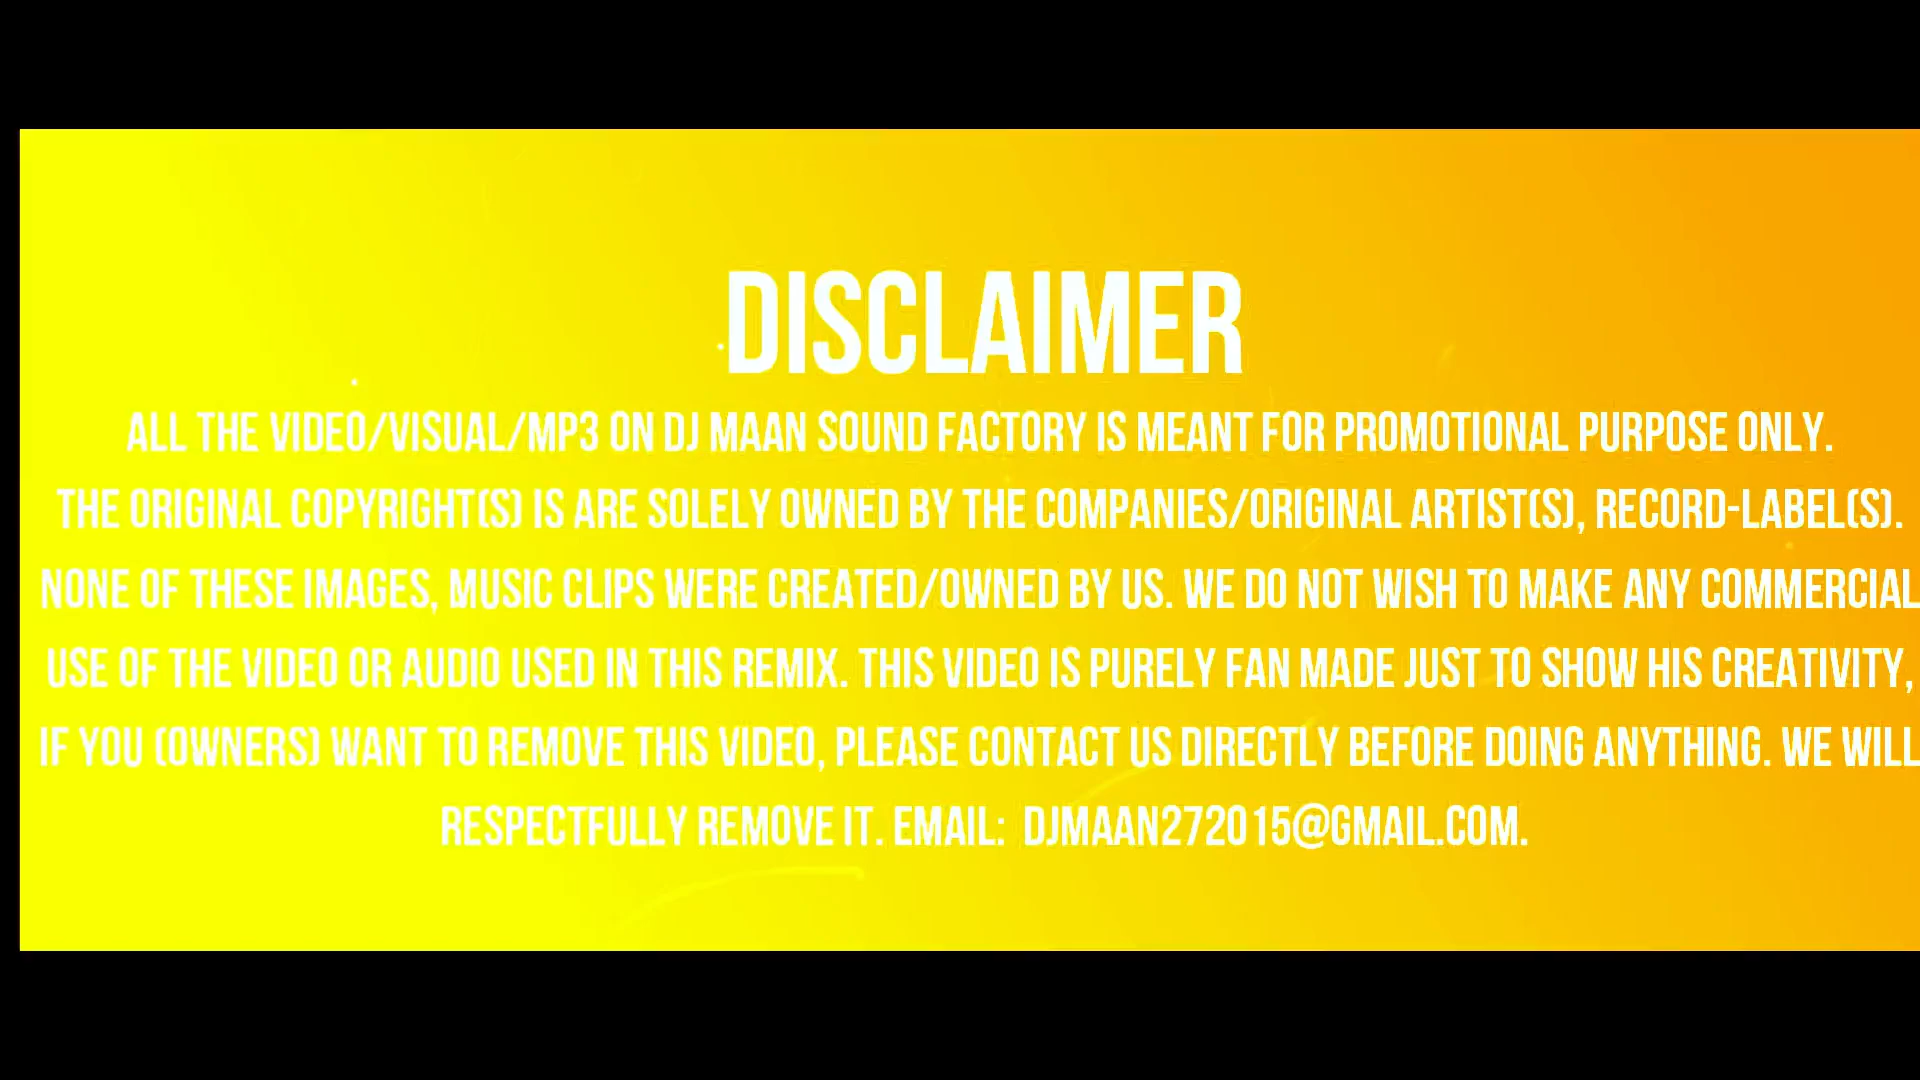 DISCLAIMER
ALL THE VIDEO/VISUAL/MP3 ON DJ MAAN SOUND FACTORY IS MEANT FOR PROMOTIONAL PURPOSE ONLY.
THE ORIGINAL COPYRIGHT(S) IS ARE SOLELY OWNED BY THE COMPANIES/ORIGINAL ARTIST(S), RECORD-LABEL(S).
NONE OF THESE IMAGES, MUSIC CLIPS WERE CREATED/OWNED BY US. WE DO NOT WISH TO MAKE ANY COMMERCIAL
USE OF THE VIDEO OR AUDIO USED IN THIS REMIX. THIS VIDEO IS PURELY FAN MADE JUST TO SHOW HIS CREATIVITY,
IF YOU (OWNERS) WANT TO REMOVE THIS VIDEO, PLEASE CONTACT US DIRECTLY BEFORE DOING ANYTHING. WE WILL
RESPECTFULLY REMOVE IT. EMAIL: DJMAAN272015@GMAIL.COM.